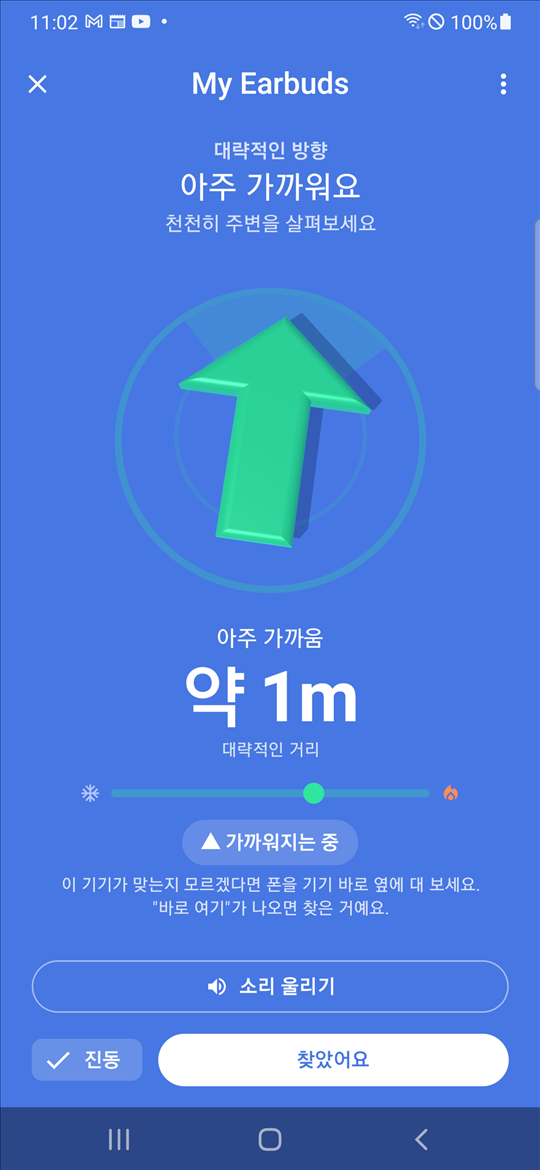 11:02
100%
My Earbuds
대략적인 방향
아주 가까워요
천천히 주변을 살펴보세요
아주 가까움
약 1m
대략적인 거리
가까워지는 중
이 기기가 맞는지 모르겠다면 폰을 기기 바로 옆에 대 보세요.
"바로 여기"가 나오면 찾은 거예요.
소리 울리기
진동
찾았어요